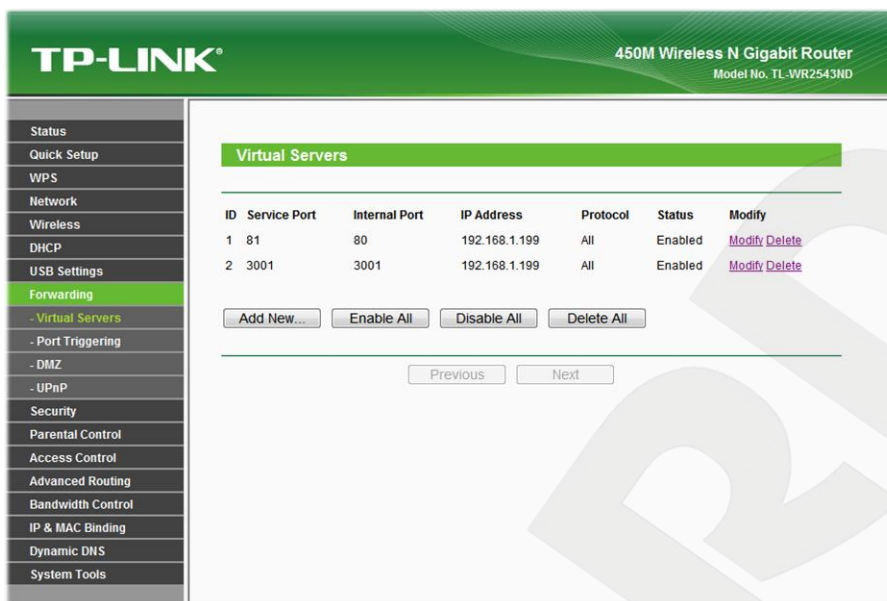 TP-LINK®
450M Wireless N Gigabit Router
Model No. TL-WR2543ND
Status
Quick Setup
WPS
Network
Wireless
DHCP
USB Settings
Forwarding
- Virtual Servers
- Port Triggering
- DMZ
- UPnP
Security
Parental Control
Access Control
Advanced Routing
Bandwidth Control
IP & MAC Binding
Dynamic DNS
System Tools
Virtual Servers
ID Service Port Internal Port IP Address Protocol Status Modify
1 81 80 192.168.1.199 All Enabled Modify Delete
2 3001 3001 192.168.1.199 All Enabled Modify Delete
Add New... Enable All Disable All Delete All
Previous Next